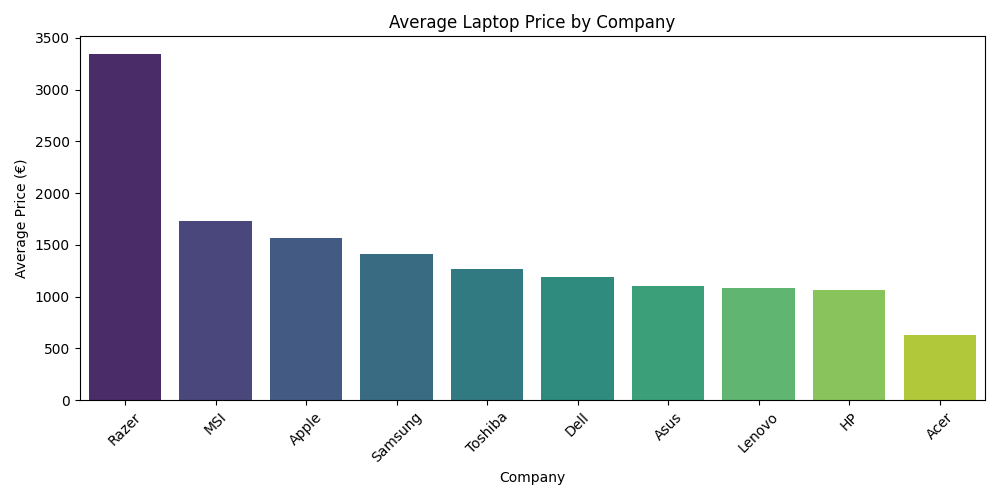 Average Laptop Price by Company
Average Price (€)
3500
3000
2500
2000
1500
1000
500
0
Razer
MSI
Apple
Samsung
Toshiba
Dell
Asus
Lenovo
HP
Acer
Company